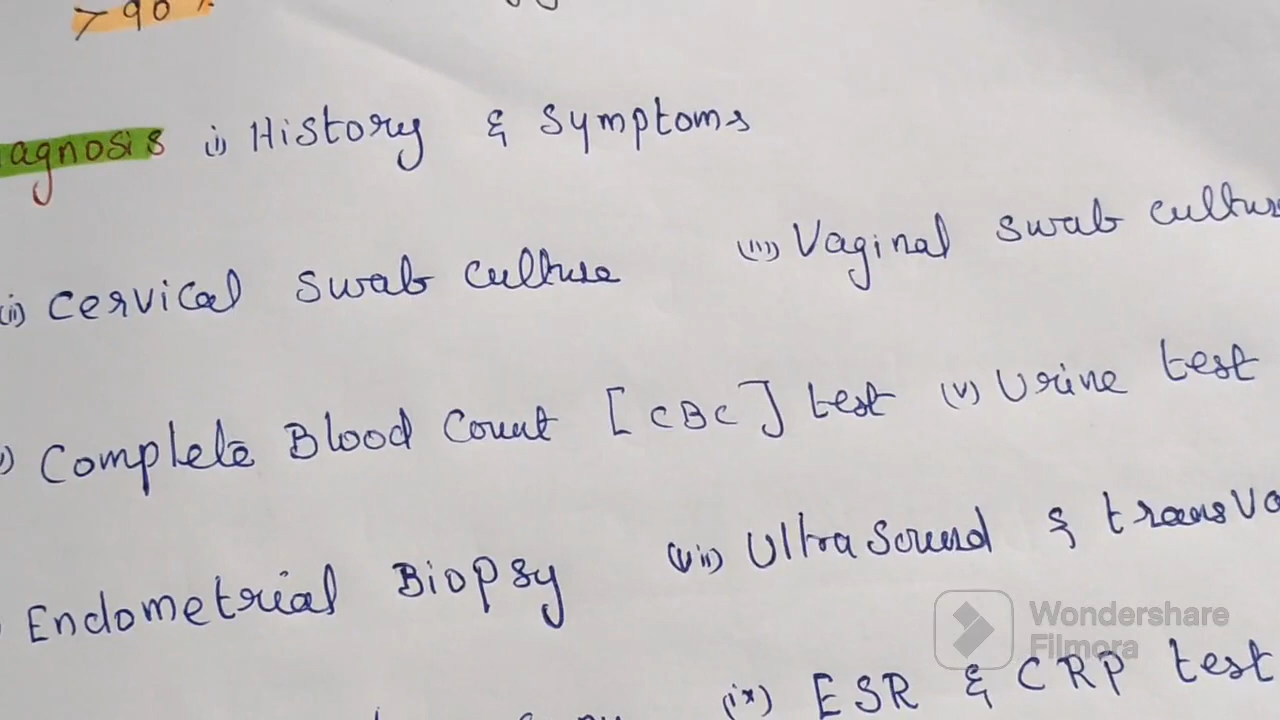 >90%
agnosis (i) History & Symptoms
(ii) Cervical Swab Culture (iii) Vaginal Swab Cultur
) Complete Blood Count [CBC] test (v) Urine test
Endometrial Biopsy (vii) Ultrasound & transva
Wondershare
Filmora
(ix) ESR & CRP test